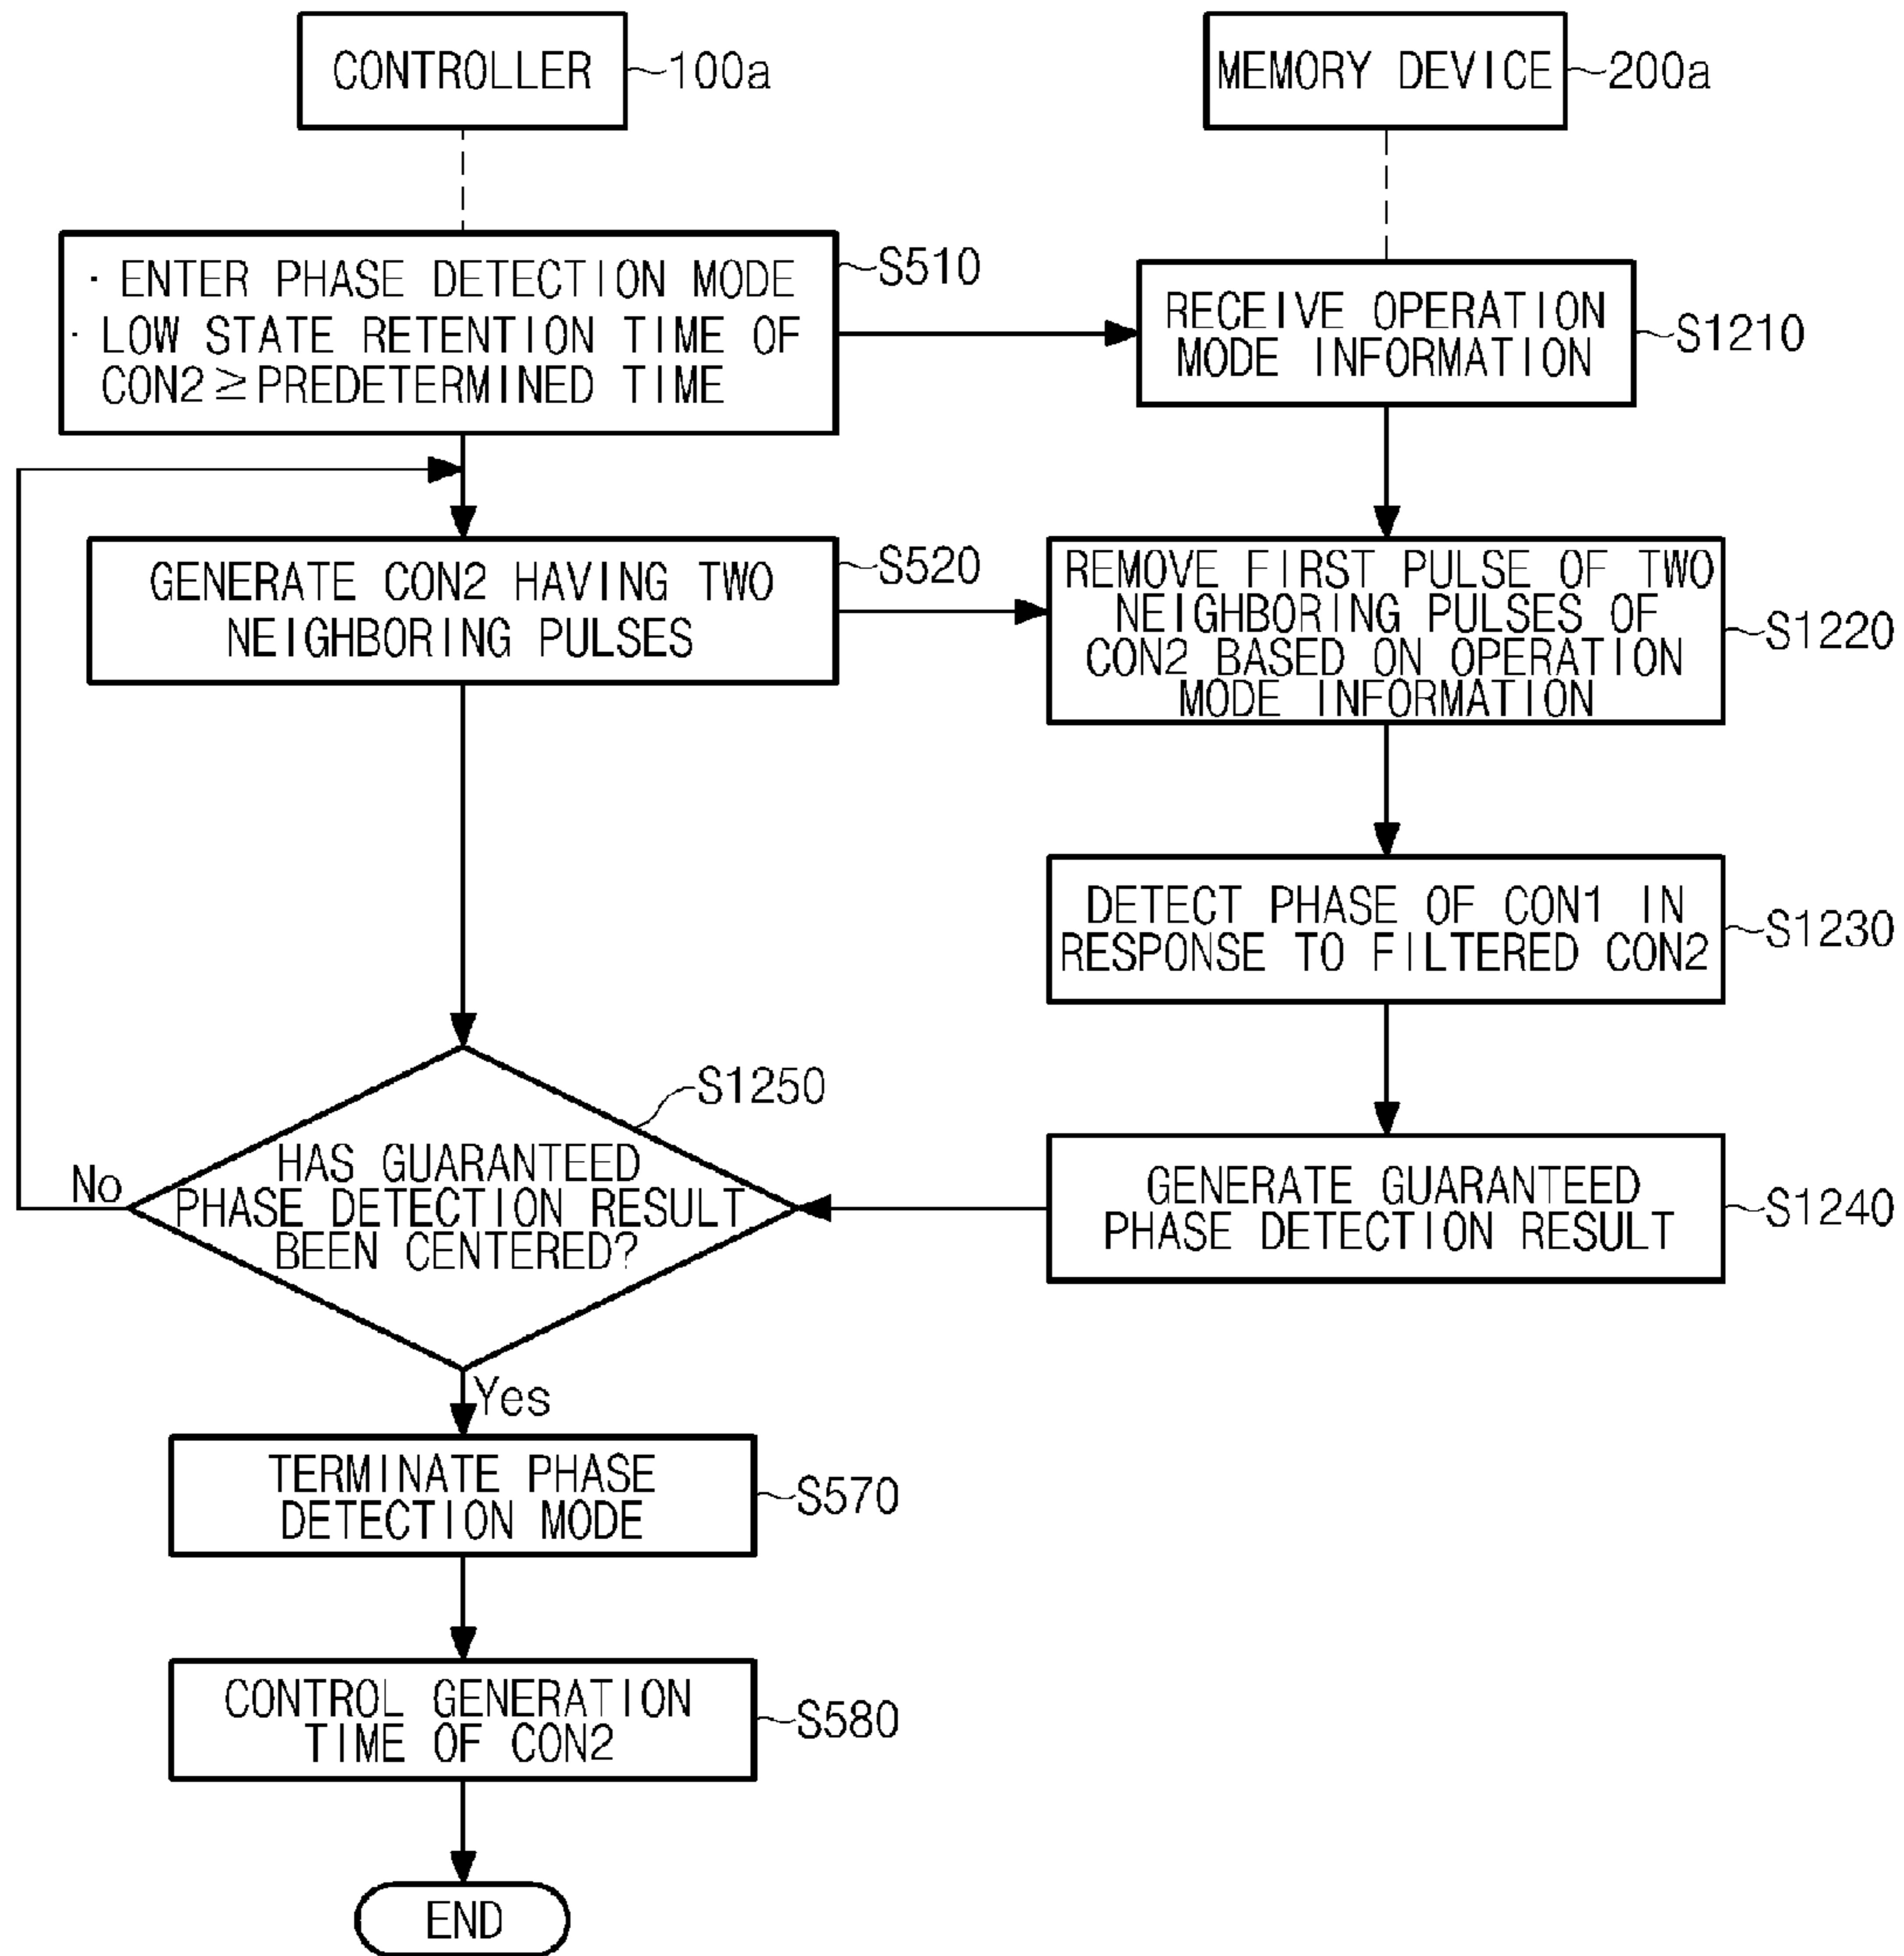 CONTROLLER
100a
MEMORY DEVICE
200a
· ENTER PHASE DETECTION MODE
· LOW STATE RETENTION TIME OF
CON2 ≧ PREDETERMINED TIME
S510
RECEIVE OPERATION
MODE INFORMATION
S1210
GENERATE CON2 HAVING TWO
NEIGHBORING PULSES
S520
REMOVE FIRST PULSE OF TWO
NEIGHBORING PULSES OF
CON2 BASED ON OPERATION
MODE INFORMATION
S1220
DETECT PHASE OF CON1 IN
RESPONSE TO FILTERED CON2
S1230
GENERATE GUARANTEED
PHASE DETECTION RESULT
S1240
S1250
HAS GUARANTEED
PHASE DETECTION RESULT
BEEN CENTERED?
No
Yes
TERMINATE PHASE
DETECTION MODE
S570
CONTROL GENERATION
TIME OF CON2
S580
END